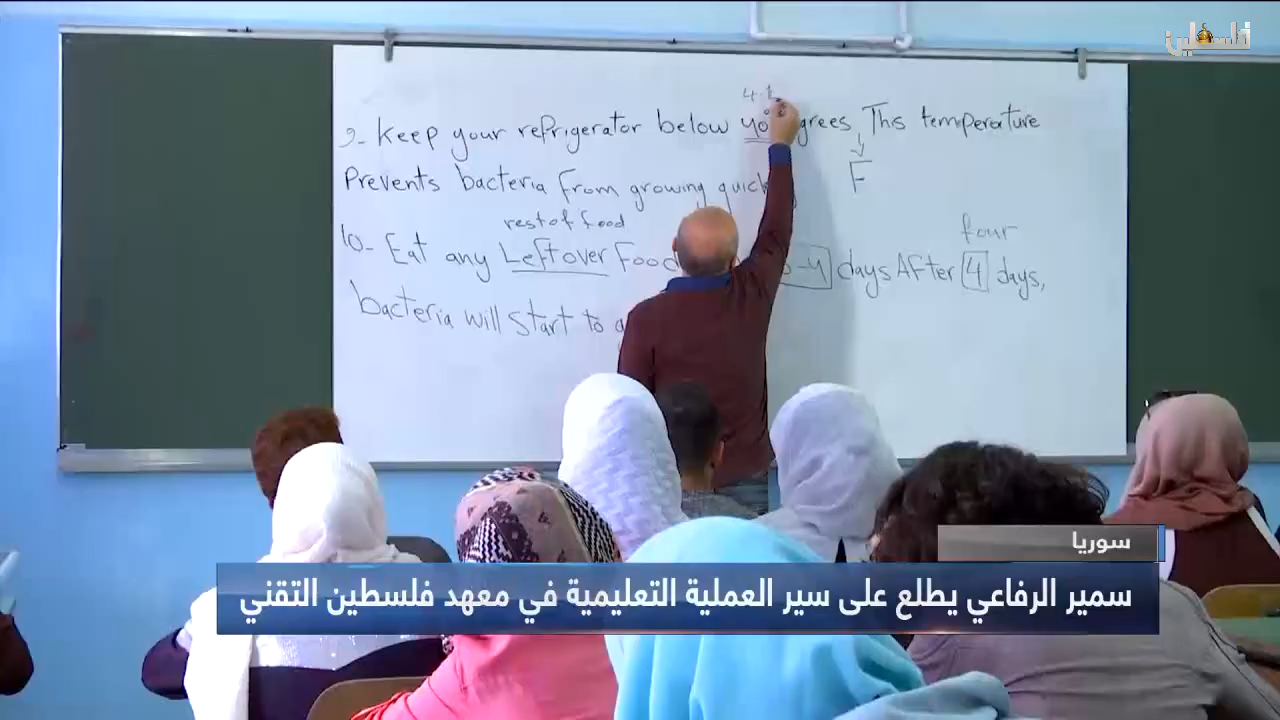 فلسطين
9- Keep your refrigerator below 40 degrees, This temperature
F
Prevents bacteria from growing quickly
rest of food
four
10- Eat any Leftover Food 3-4 days After 4 days,
bacteria will start to
سوريا
سمير الرفاعي يطلع على سير العملية التعليمية في معهد فلسطين التقني